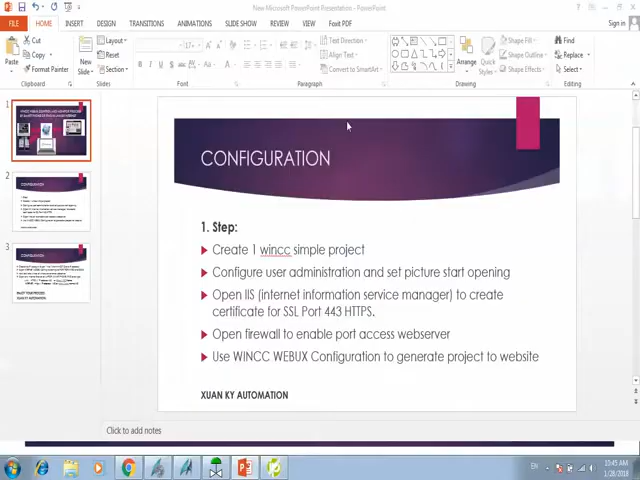 New Microsoft PowerPoint Presentation - PowerPoint
Sign in
FILE HOME INSERT DESIGN TRANSITIONS ANIMATIONS SLIDE SHOW REVIEW VIEW Foxit PDF
Paste
Cut
Copy
Format Painter
New Slide
Layout
Reset
Section
Text Direction
Align Text
Convert to SmartArt
Arrange
Quick Styles
Shape Fill
Shape Outline
Shape Effects
Find
Replace
Select
Clipboard Slides Font Paragraph Drawing Editing
1
2
3
CONFIGURATION
1. Step:
Create 1 wincc simple project
Configure user administration and set picture start opening
Open IIS (internet information service manager) to create
certificate for SSL Port 443 HTTPS.
Open firewall to enable port access webserver
Use WINCC WEBUX Configuration to generate project to website
XUAN KY AUTOMATION
Click to add notes
EN
10:45 AM
1/28/2018